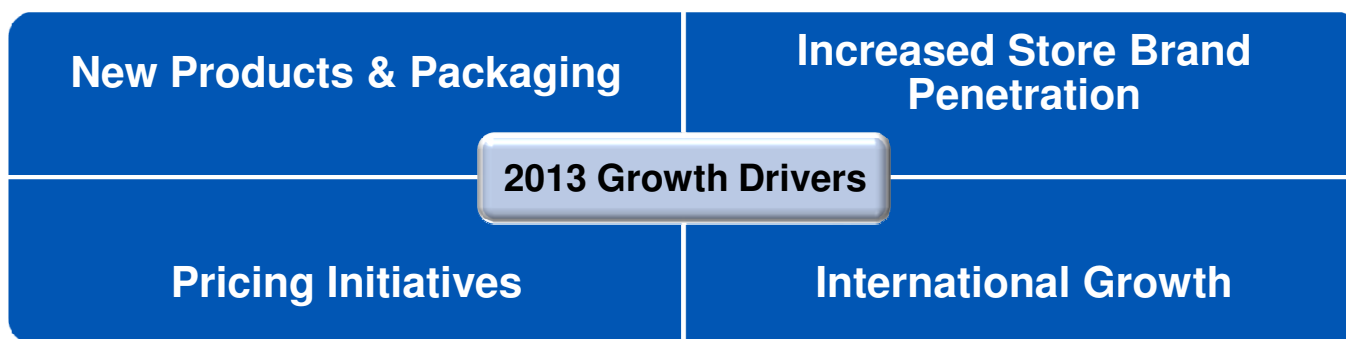 New Products & Packaging
Increased Store Brand
Penetration
2013 Growth Drivers
Pricing Initiatives
International Growth